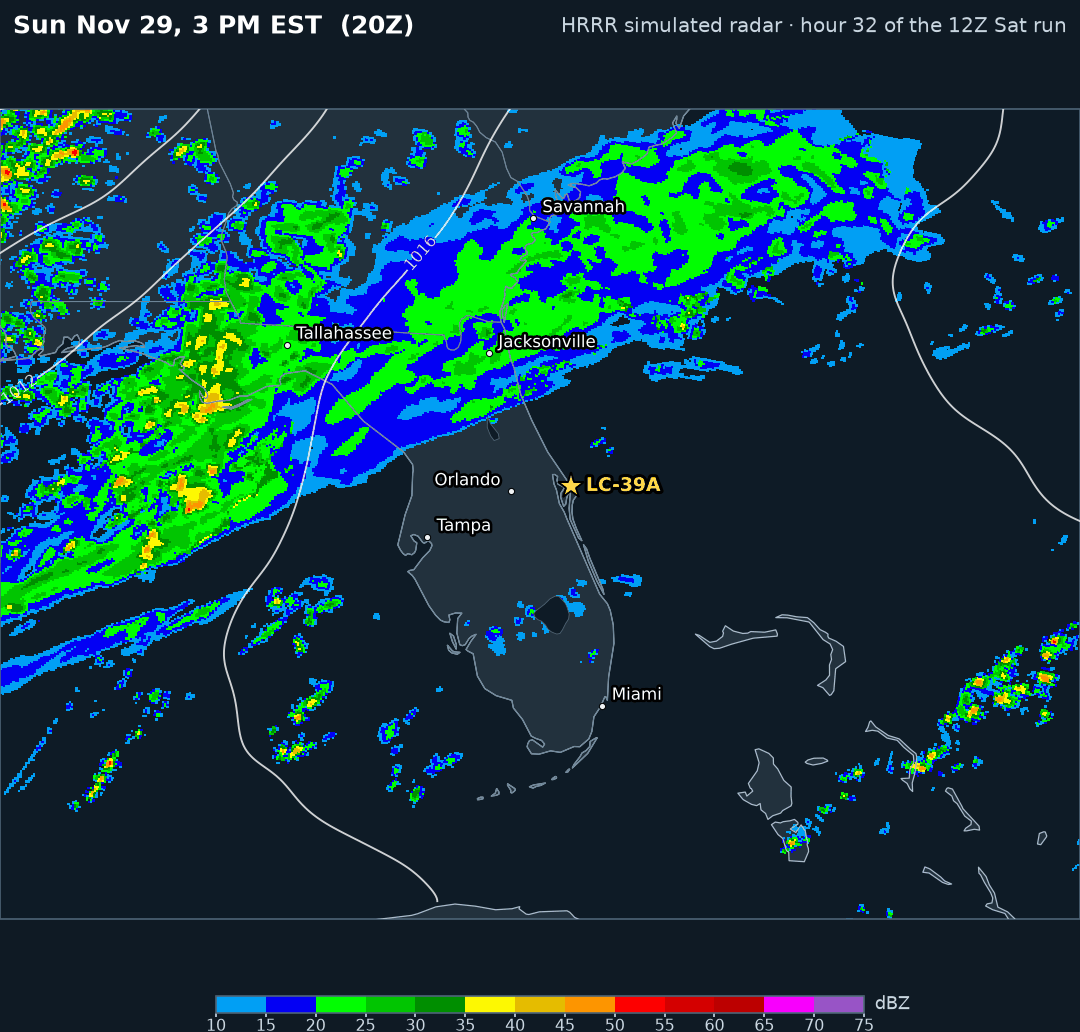 Sun Nov 29, 3 PM EST (20Z)
HRRR simulated radar · hour 32 of the 12Z Sat run
Savannah
1016
Tallahassee
Jacksonville
1012
Orlando
LC-39A
Tampa
Miami
dBZ
10 15 20 25 30 35 40 45 50 55 60 65 70 75